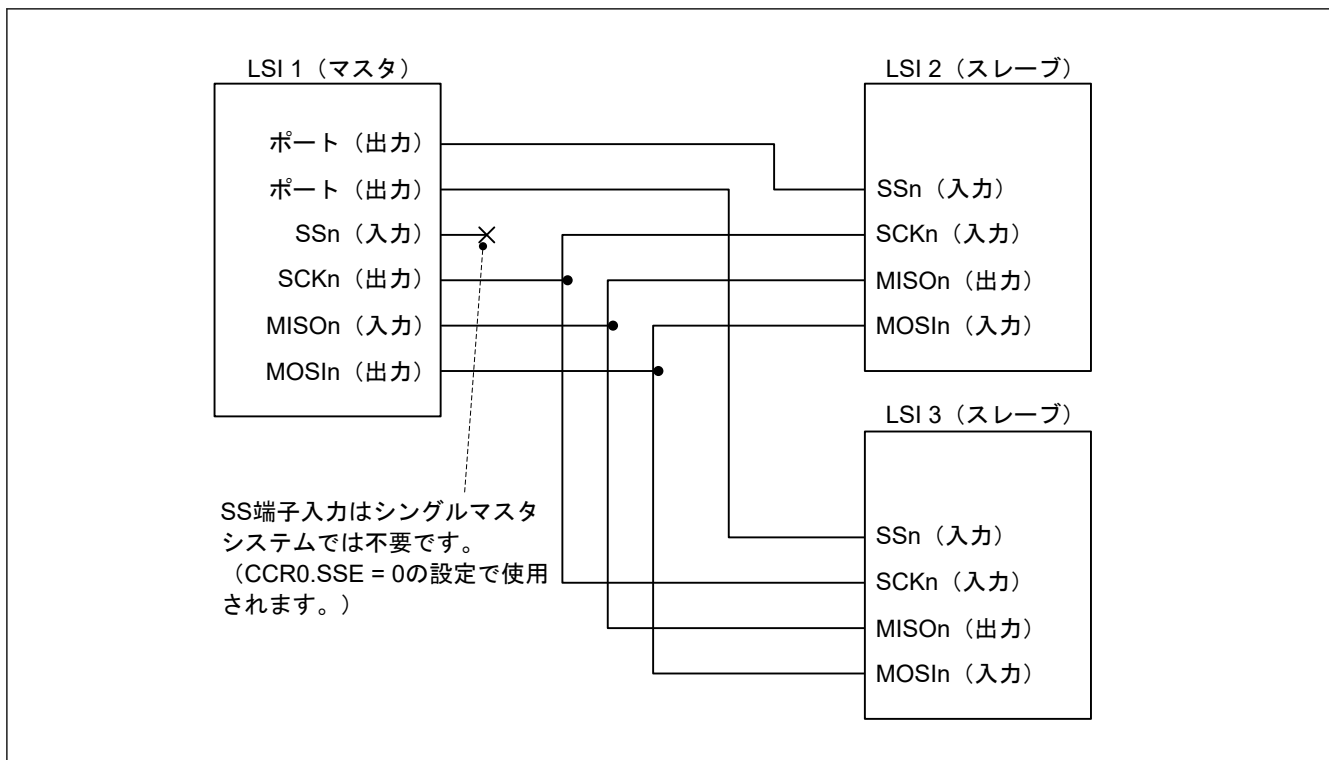 LSI 1（マスタ）
ポート（出力）
ポート（出力）
SSn（入力）
SCKn（出力）
MISOn（入力）
MOSIn（出力）
SS端子入力はシングルマスタ
システムでは不要です。
（CCR0.SSE = 0の設定で使用
されます。）
LSI 2（スレーブ）
SSn（入力）
SCKn（入力）
MISOn（出力）
MOSIn（入力）
LSI 3（スレーブ）
SSn（入力）
SCKn（入力）
MISOn（出力）
MOSIn（入力）